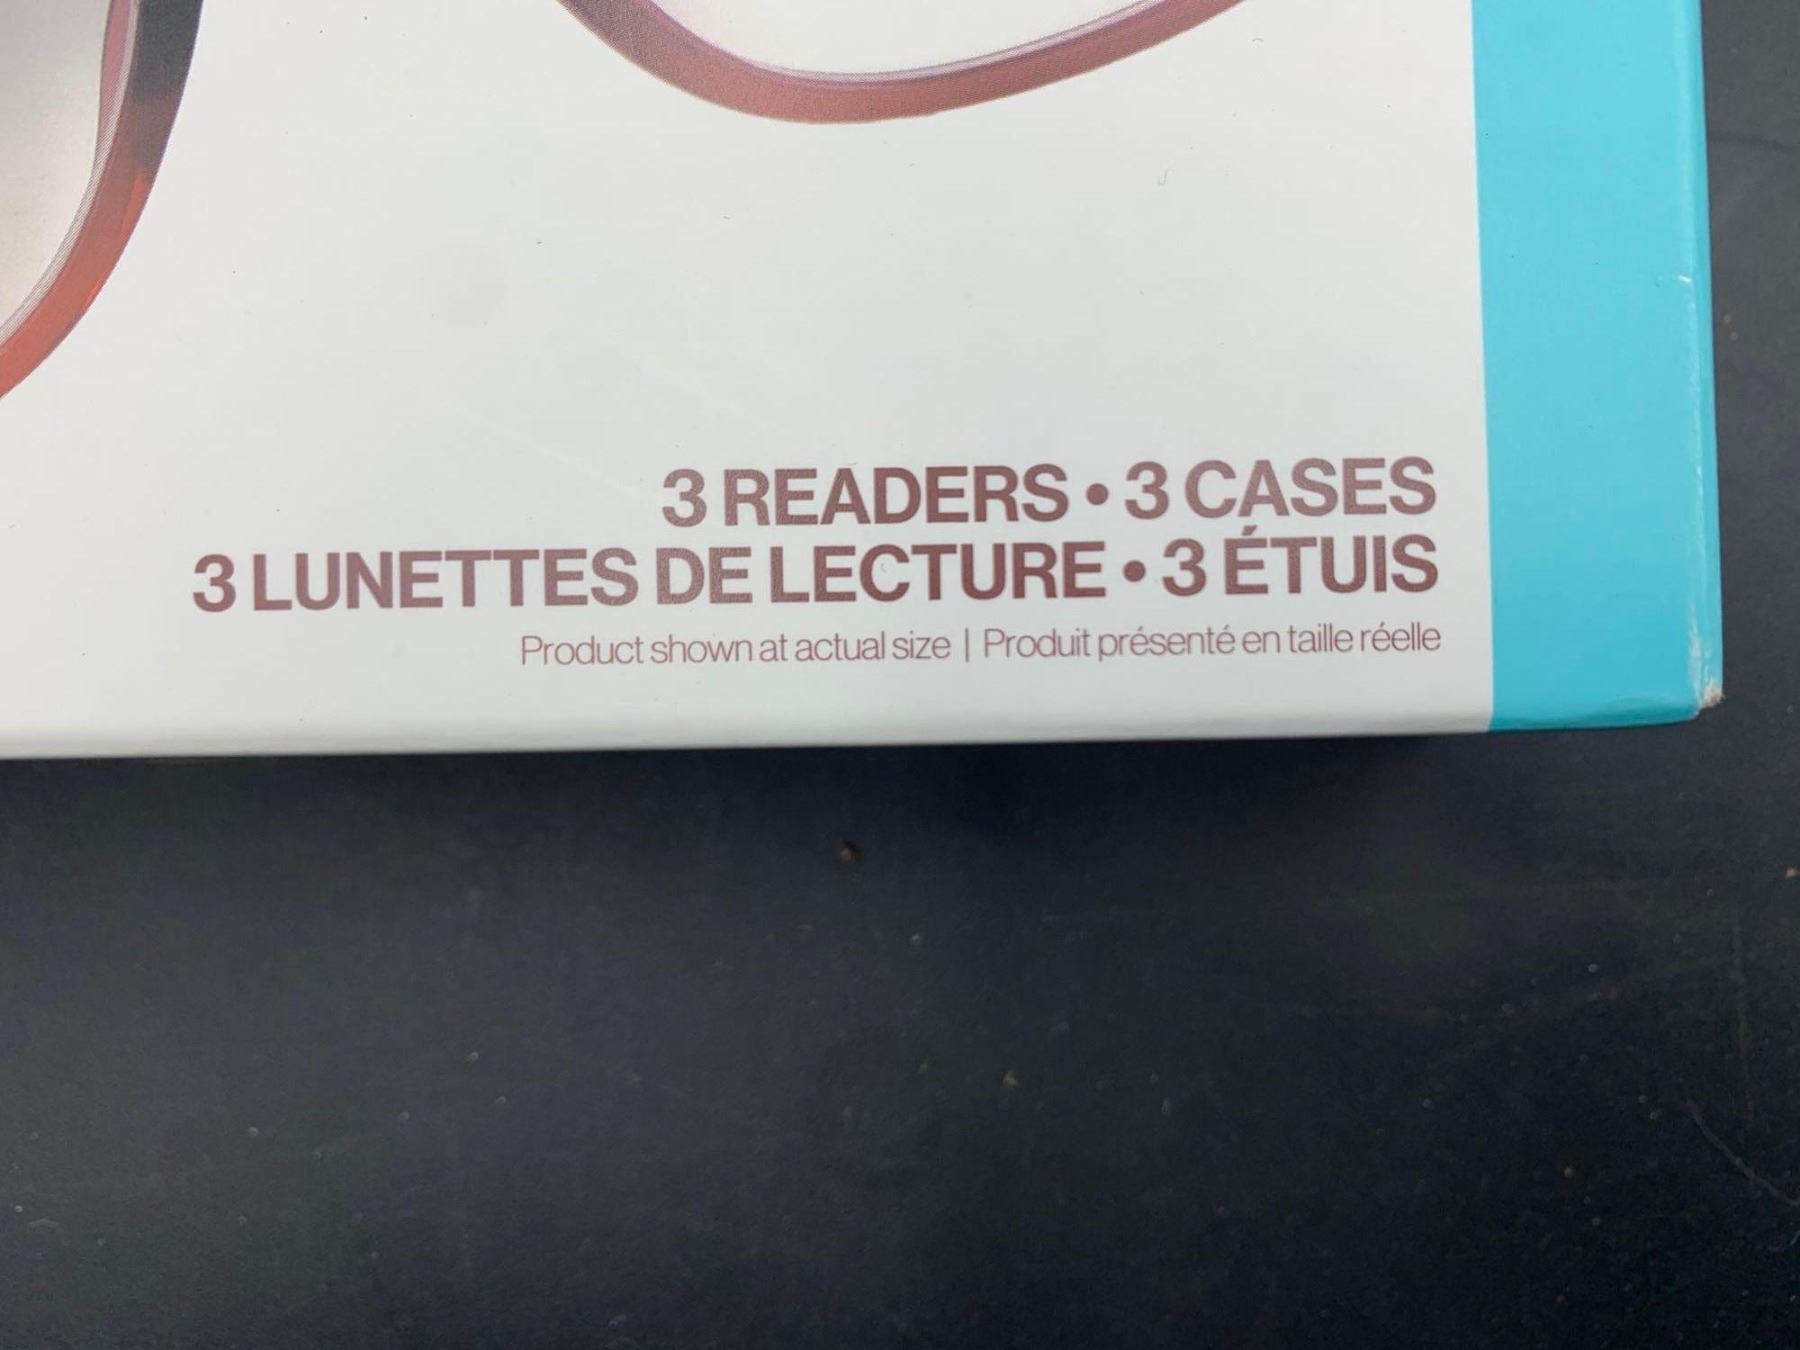 3 READERS • 3 CASES
3 LUNETTES DE LECTURE • 3 ÉTUIS
Product shown at actual size | Produit présenté en taille réelle